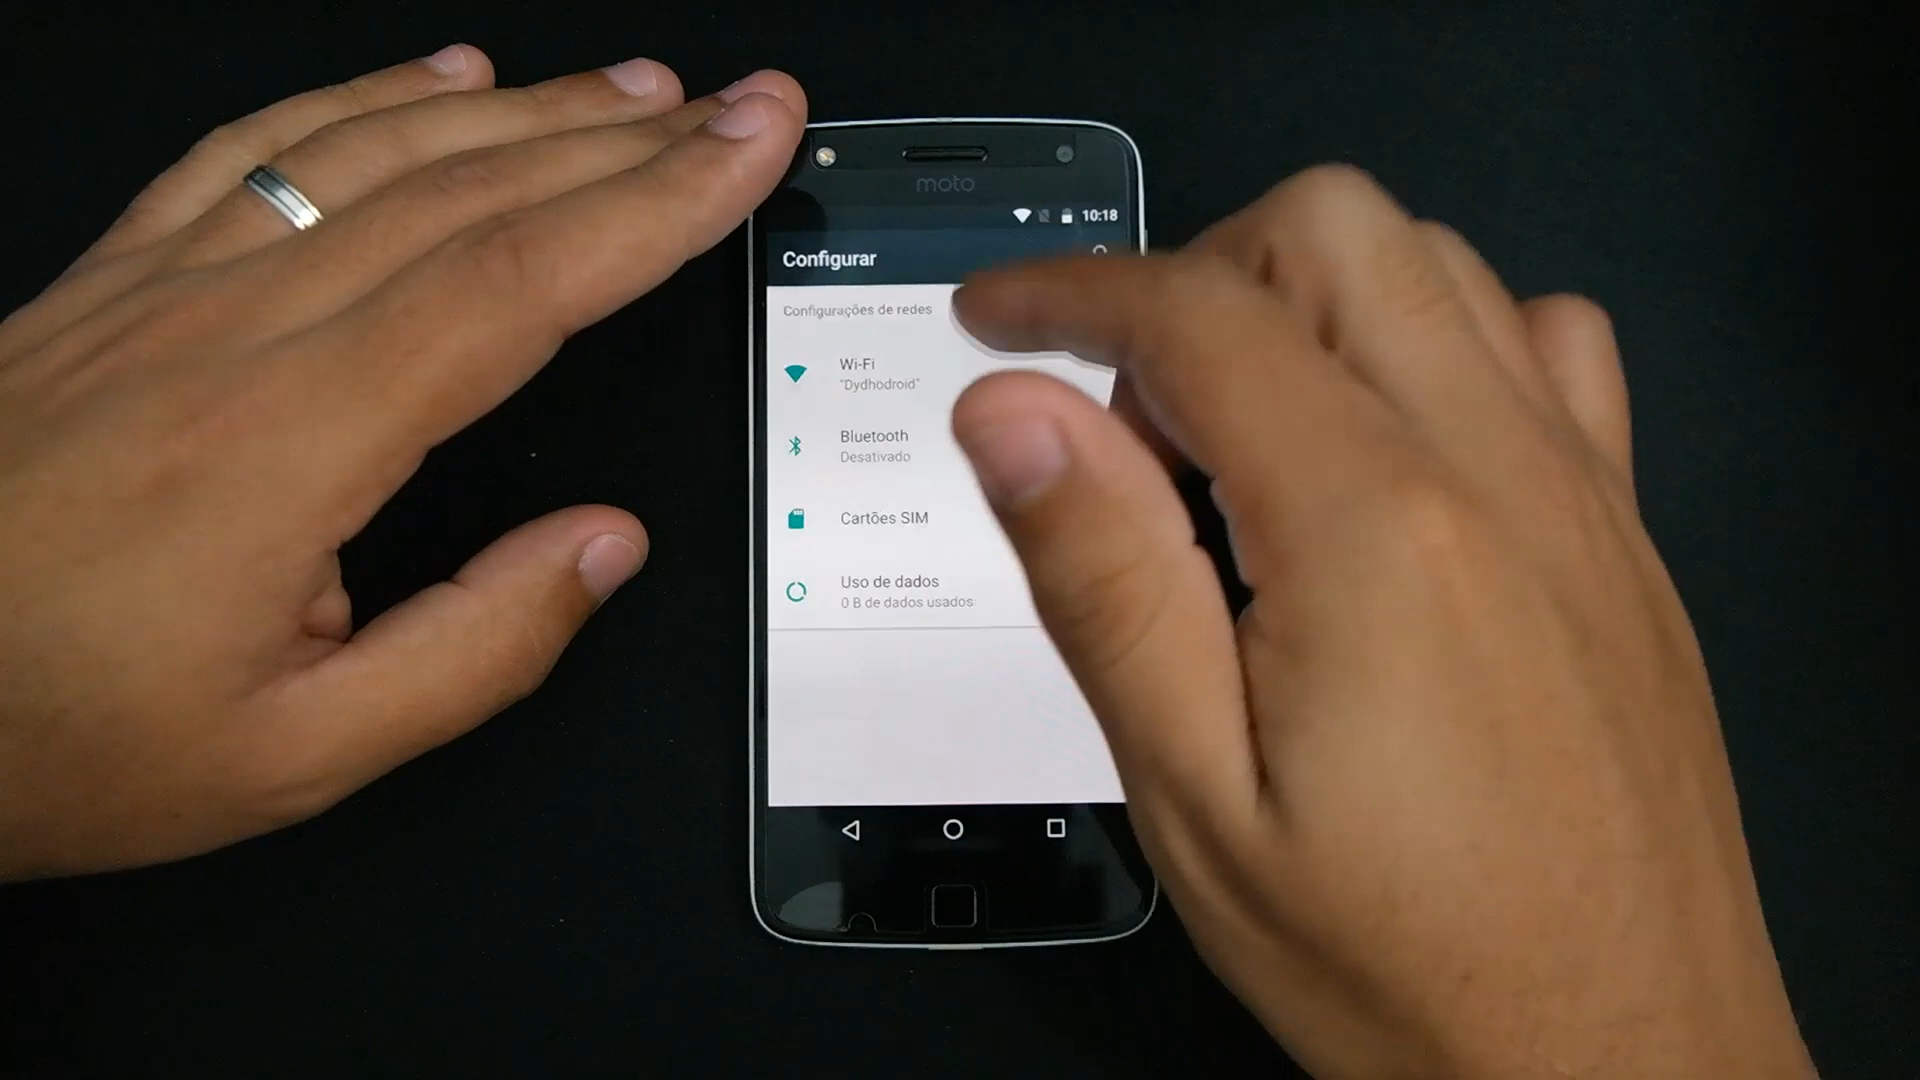 moto
10:18
Configurar
Configurações de redes
Wi-Fi
"Dydhodroid"
Bluetooth
Desativado
Cartões SIM
Uso de dados
0 B de dados usados